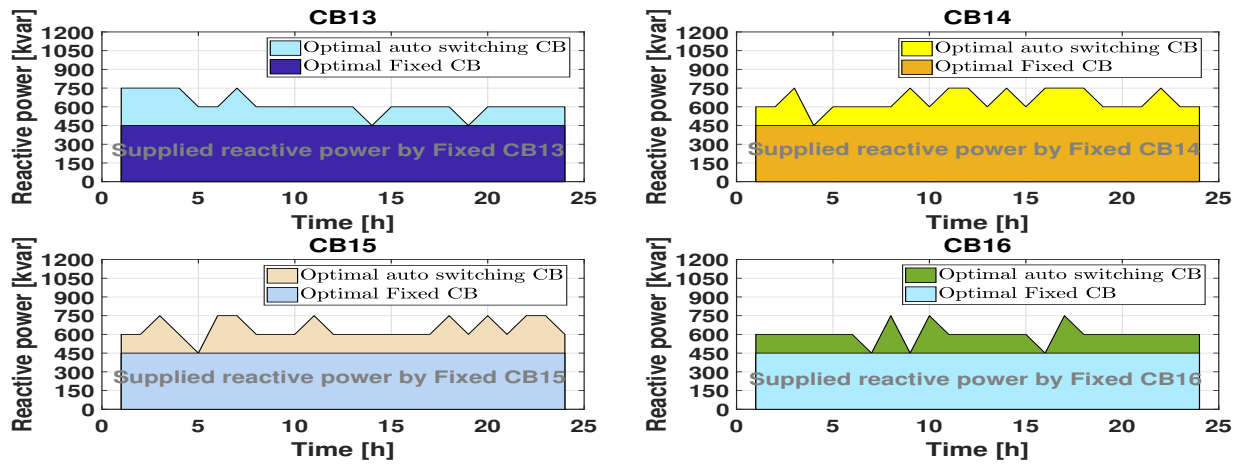 CB13
Reactive power [kvar]
1200
1050
900
750
600
450
300
150
0
Optimal auto switching CB
Optimal Fixed CB
Supplied reactive power by Fixed CB13
0 5 10 15 20 25
Time [h]
CB14
Reactive power [kvar]
1200
1050
900
750
600
450
300
150
0
Optimal auto switching CB
Optimal Fixed CB
Supplied reactive power by Fixed CB14
0 5 10 15 20 25
Time [h]
CB15
Reactive power [kvar]
1200
1050
900
750
600
450
300
150
0
Optimal auto switching CB
Optimal Fixed CB
Supplied reactive power by Fixed CB15
0 5 10 15 20 25
Time [h]
CB16
Reactive power [kvar]
1200
1050
900
750
600
450
300
150
0
Optimal auto switching CB
Optimal Fixed CB
Supplied reactive power by Fixed CB16
0 5 10 15 20 25
Time [h]